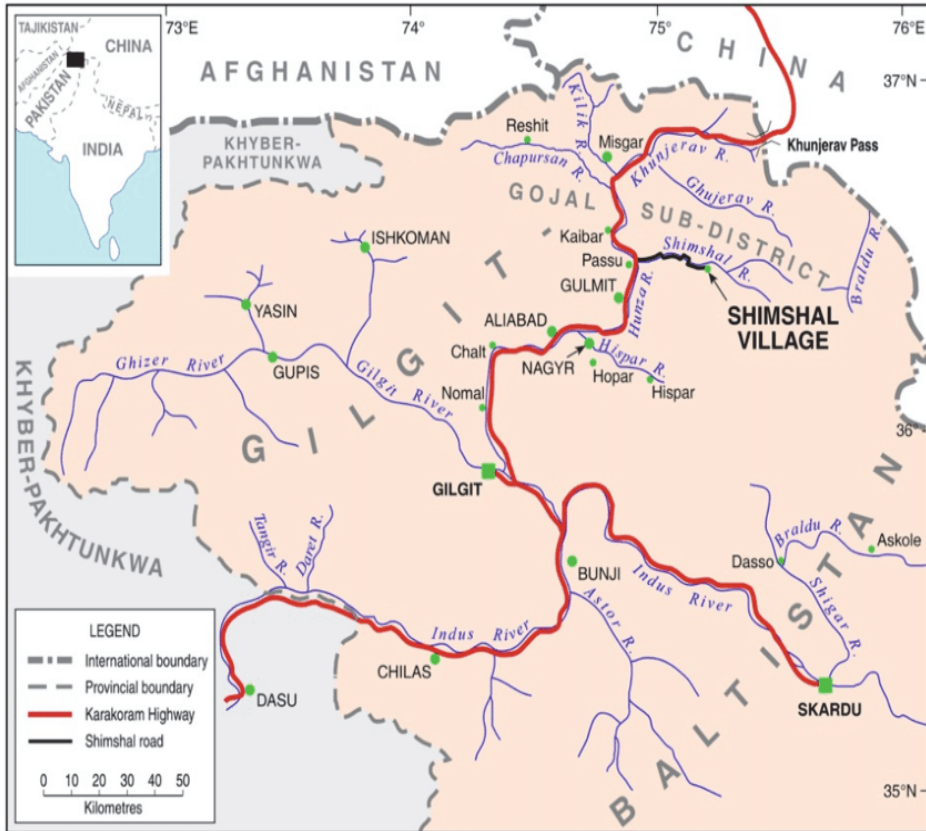 73°E
74°
75°
76°E
TAJIKISTAN
CHINA
AFGHANISTAN
PAKISTAN
NEPAL
INDIA
AFGHANISTAN
CHINA
37°N
KHYBER-
PAKHTUNKWA
Reshit
Kilik R.
Misgar
Chapursan R.
Khunjerav R.
Khunjerav Pass
GOJAL SUB-DISTRICT
Ghujerav R.
Kaibar
Shimshal R.
Braldu R.
Passu
GULMIT
Hunza R.
SHIMSHAL
VILLAGE
ISHKOMAN
YASIN
ALIABAD
Chalt
NAGYR
Hispar R.
Hopar
Hispar
Ghizer River
GUPIS
Gilgit River
Nomal
KHYBER-PAKHTUNKWA
GILGIT-BALTISTAN
36°
GILGIT
Tangir R.
Daret R.
BUNJI
Indus River
Braldu R.
Askole
Dasso
Shigar R.
Astor R.
Indus River
CHILAS
DASU
SKARDU
35°N
LEGEND
International boundary
Provincial boundary
Karakoram Highway
Shimshal road
0 10 20 30 40 50
Kilometres